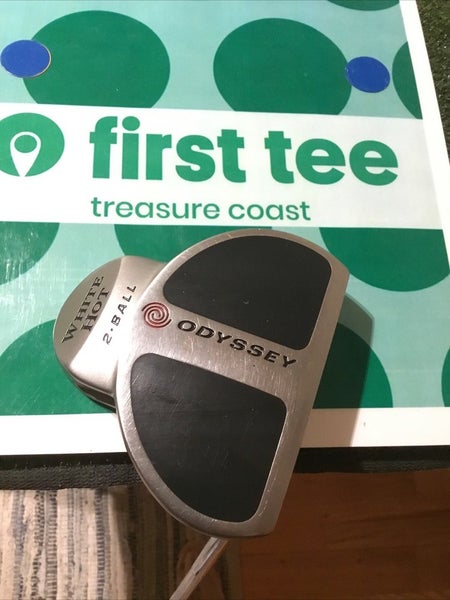 first tee
treasure coast
WHITE
HOT
2-BALL
ODYSSEY